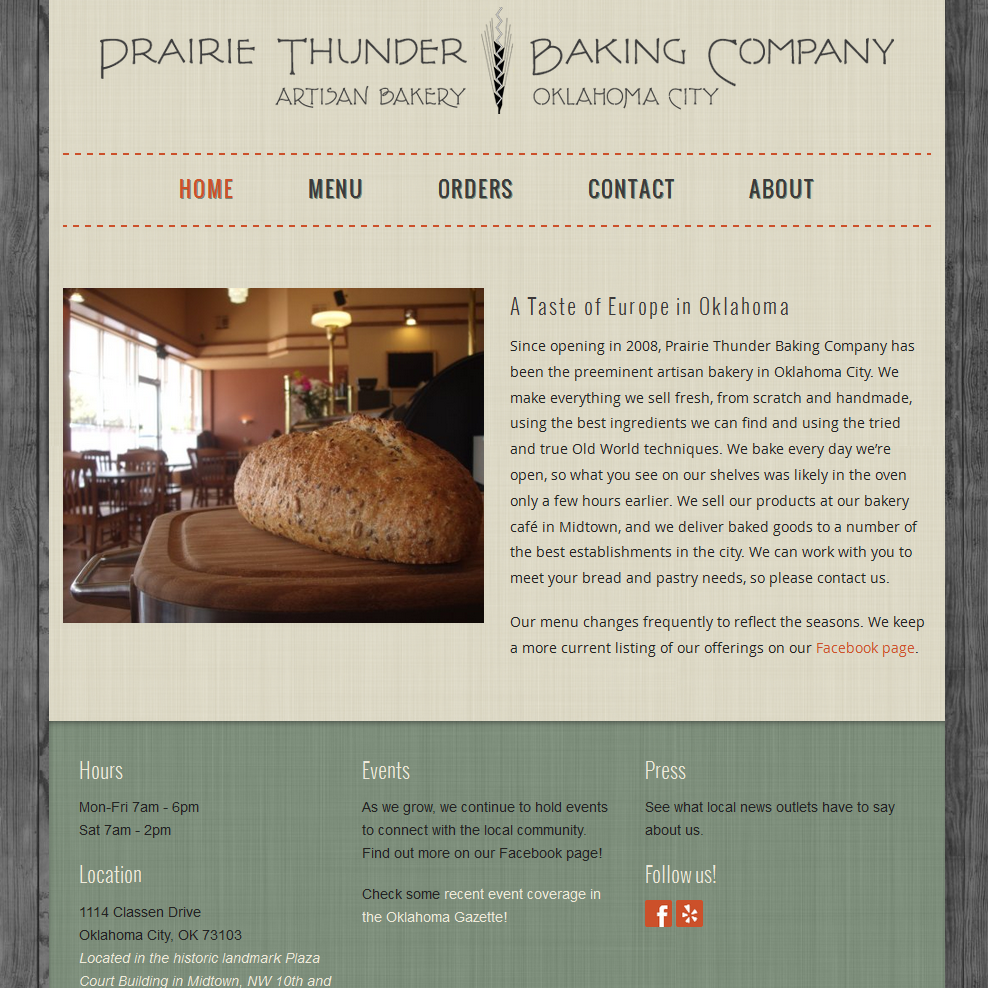 Prairie Thunder Baking Company
Artisan Bakery Oklahoma City
HOME MENU ORDERS CONTACT ABOUT
A Taste of Europe in Oklahoma
Since opening in 2008, Prairie Thunder Baking Company has
been the preeminent artisan bakery in Oklahoma City. We
make everything we sell fresh, from scratch and handmade,
using the best ingredients we can find and using the tried
and true Old World techniques. We bake every day we’re
open, so what you see on our shelves was likely in the oven
only a few hours earlier. We sell our products at our bakery
café in Midtown, and we deliver baked goods to a number of
the best establishments in the city. We can work with you to
meet your bread and pastry needs, so please contact us.
Our menu changes frequently to reflect the seasons. We keep
a more current listing of our offerings on our Facebook page.
Hours
Mon-Fri 7am - 6pm
Sat 7am - 2pm
Location
1114 Classen Drive
Oklahoma City, OK 73103
Located in the historic landmark Plaza
Court Building in Midtown, NW 10th and
Events
As we grow, we continue to hold events
to connect with the local community.
Find out more on our Facebook page!
Check some recent event coverage in
the Oklahoma Gazette!
Press
See what local news outlets have to say
about us.
Follow us!